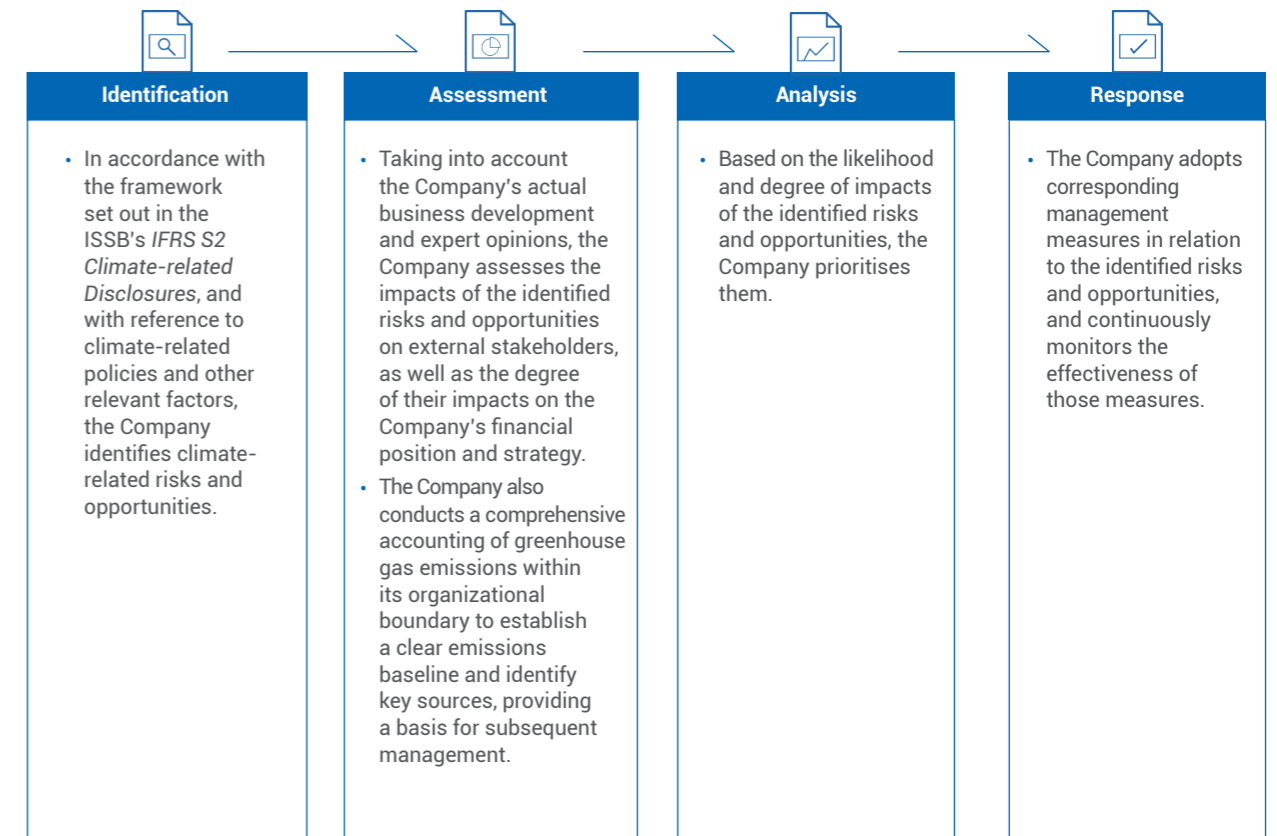 Identification
In accordance with
the framework
set out in the
ISSB's IFRS S2
Climate-related
Disclosures, and
with reference to
climate-related
policies and other
relevant factors,
the Company
identifies climate-
related risks and
opportunities.
Assessment
Taking into account
the Company's actual
business development
and expert opinions, the
Company assesses the
impacts of the identified
risks and opportunities
on external stakeholders,
as well as the degree
of their impacts on the
Company's financial
position and strategy.
The Company also
conducts a comprehensive
accounting of greenhouse
gas emissions within
its organizational
boundary to establish
a clear emissions
baseline and identify
key sources, providing
a basis for subsequent
management.
Analysis
Based on the likelihood
and degree of impacts
of the identified risks
and opportunities, the
Company prioritises
them.
Response
The Company adopts
corresponding
management
measures in relation
to the identified risks
and opportunities,
and continuously
monitors the
effectiveness of
those measures.